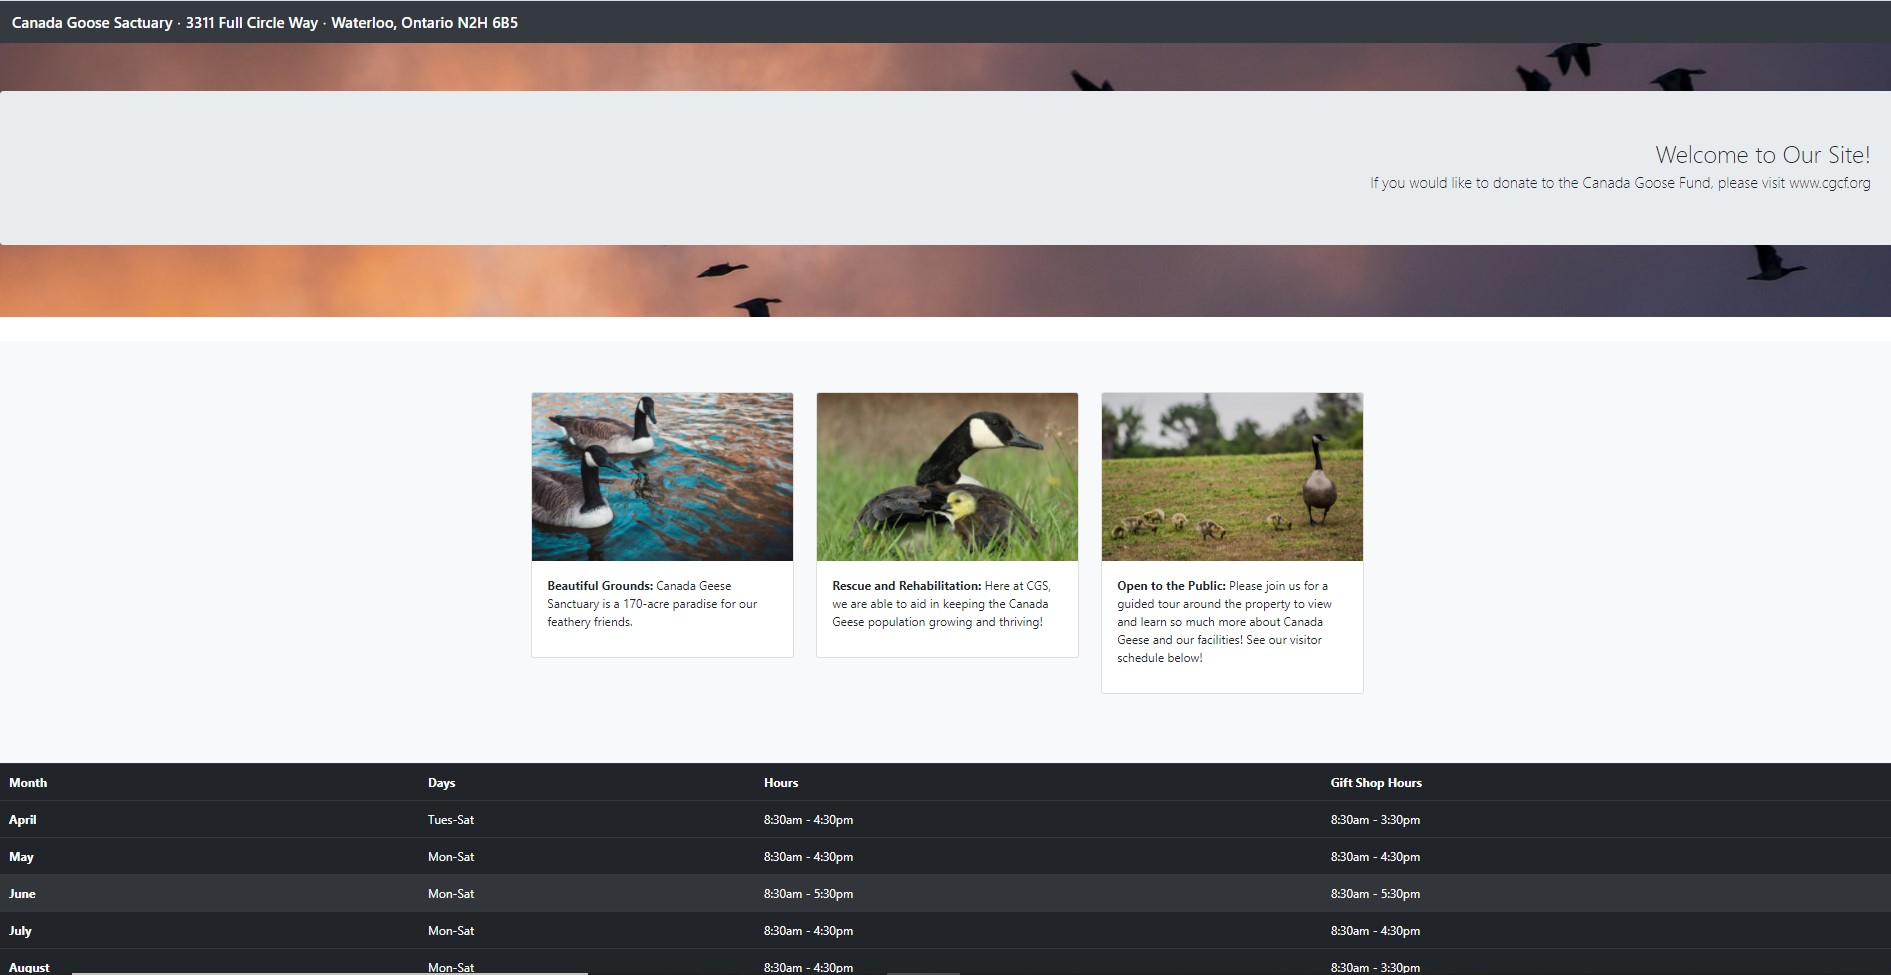 Canada Goose Sactuary · 3311 Full Circle Way · Waterloo, Ontario N2H 6B5
Welcome to Our Site!
If you would like to donate to the Canada Goose Fund, please visit www.cgcf.org
Beautiful Grounds: Canada Geese
Sanctuary is a 170-acre paradise for our
feathery friends.
Rescue and Rehabilitation: Here at CGS,
we are able to aid in keeping the Canada
Geese population growing and thriving!
Open to the Public: Please join us for a
guided tour around the property to view
and learn so much more about Canada
Geese and our facilities! See our visitor
schedule below!
Month Days Hours Gift Shop Hours
April Tues-Sat 8:30am - 4:30pm 8:30am - 3:30pm
May Mon-Sat 8:30am - 4:30pm 8:30am - 4:30pm
June Mon-Sat 8:30am - 5:30pm 8:30am - 5:30pm
July Mon-Sat 8:30am - 4:30pm 8:30am - 4:30pm
August Mon-Sat 8:30am - 4:30pm 8:30am - 3:30pm